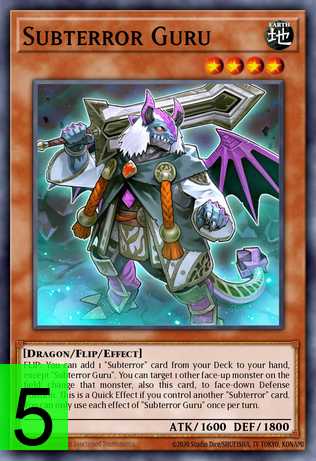 Subterror Guru
EARTH
地
[Dragon/Flip/Effect]
FLIP: You can add 1 "Subterror" card from your Deck to your hand,
except "Subterror Guru". You can target 1 other face-up monster on the
field; change that monster, also this card, to face-down Defense
This is a Quick Effect if you control another "Subterror" card.
You can only use each effect of "Subterror Guru" once per turn.
ATK/1600 DEF/1800
5
©2020 Studio Dice/SHUEISHA, TV TOKYO, KONAMI